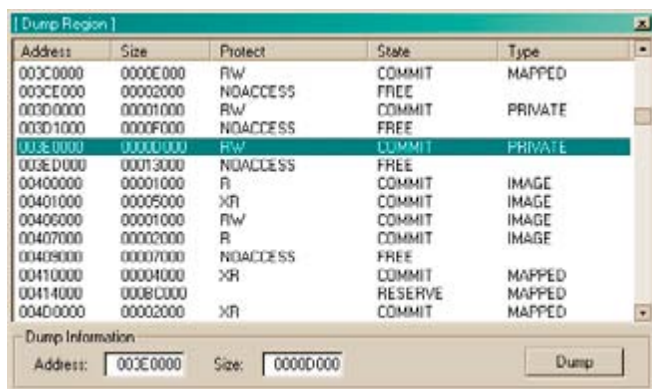 [ Dump Region ]
Address Size Protect State Type
003C0000 0000E000 RW COMMIT MAPPED
003CE000 00002000 NOACCESS FREE
003D0000 00001000 RW COMMIT PRIVATE
003D1000 0000F000 NOACCESS FREE
003E0000 0000D000 RW COMMIT PRIVATE
003ED000 00013000 NOACCESS FREE
00400000 00001000 R COMMIT IMAGE
00401000 00005000 XR COMMIT IMAGE
00406000 00001000 RW COMMIT IMAGE
00407000 00002000 R COMMIT IMAGE
00409000 00007000 NOACCESS FREE
00410000 00004000 XR COMMIT MAPPED
00414000 000BC000 RESERVE MAPPED
004D0000 00002000 XR COMMIT MAPPED
Dump Information
Address: 003E0000 Size: 0000D000 Dump